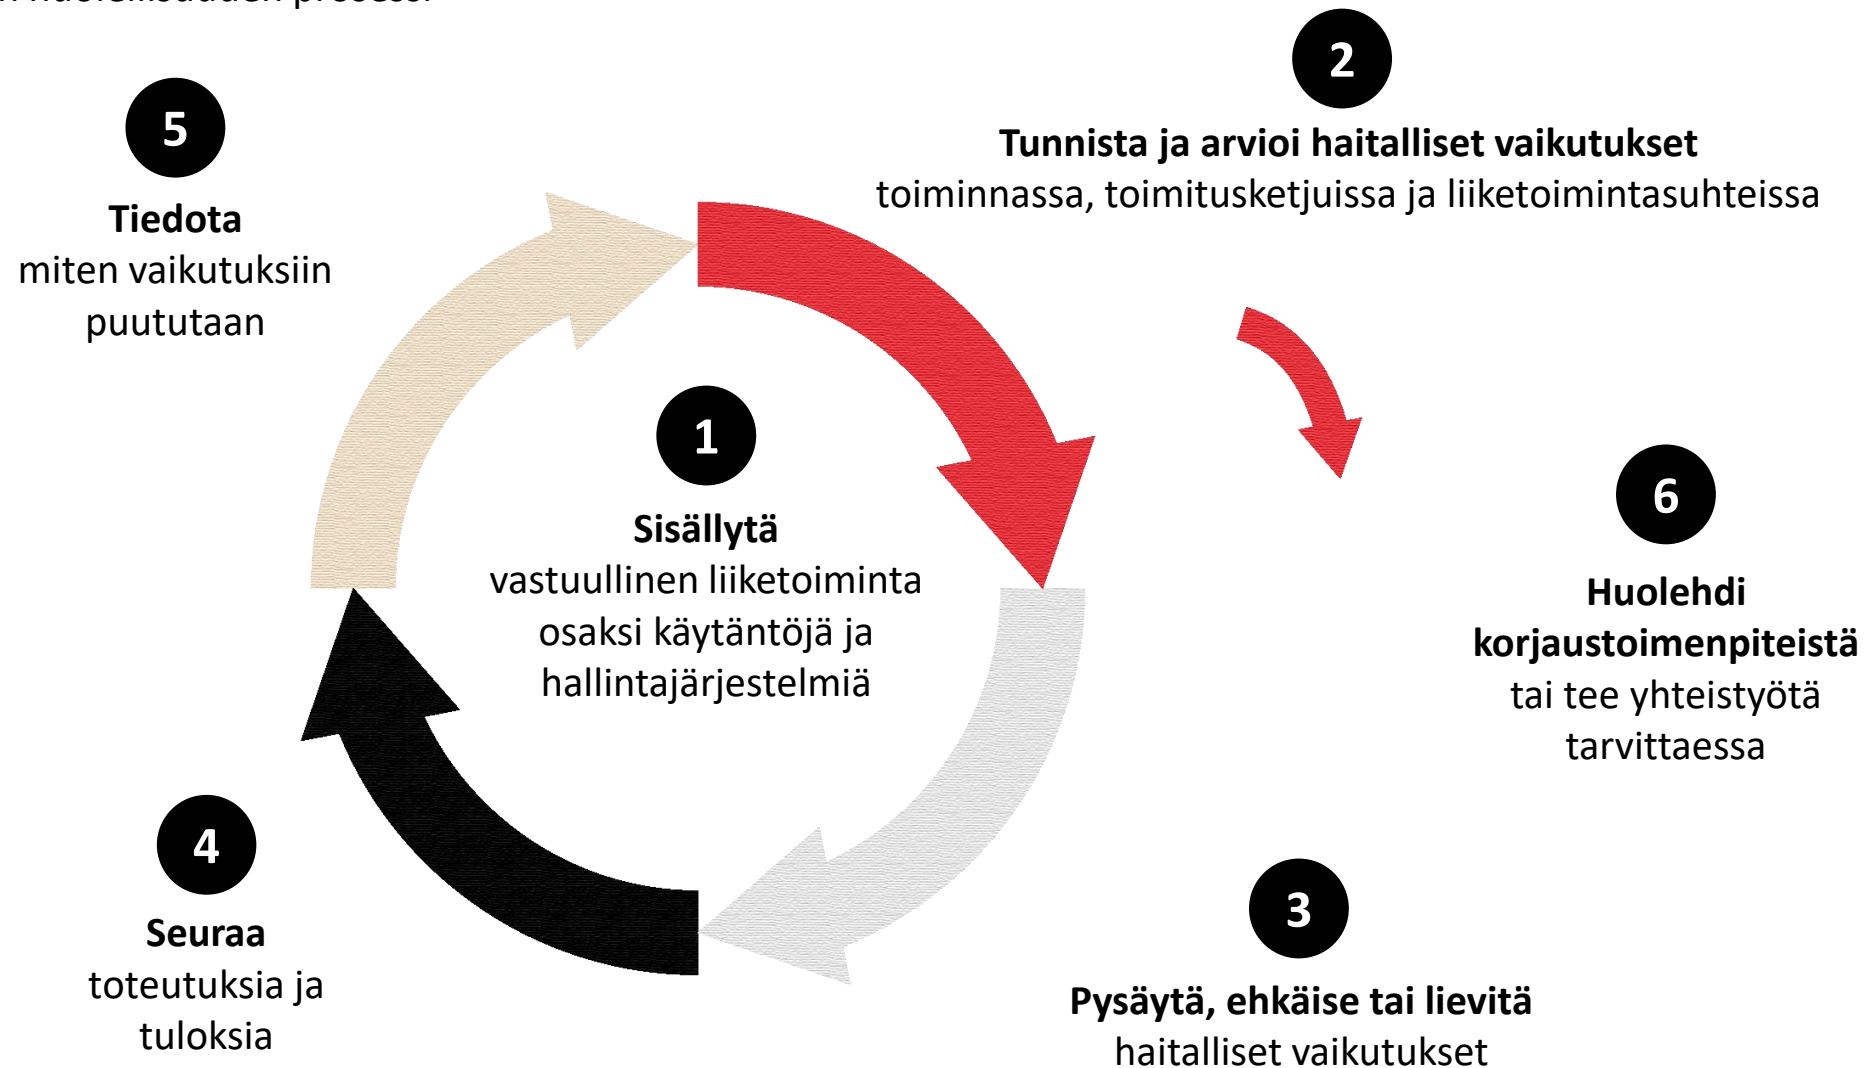 huolellisuuden prosessi
1
Sisällytä
vastuullinen liiketoiminta
osaksi käytäntöjä ja
hallintajärjestelmiä
2
Tunnista ja arvioi haitalliset vaikutukset
toiminnassa, toimitusketjuissa ja liiketoimintasuhteissa
3
Pysäytä, ehkäise tai lievitä
haitalliset vaikutukset
4
Seuraa
toteutuksia ja
tuloksia
5
Tiedota
miten vaikutuksiin
puututaan
6
Huolehdi
korjaustoimenpiteistä
tai tee yhteistyötä
tarvittaessa